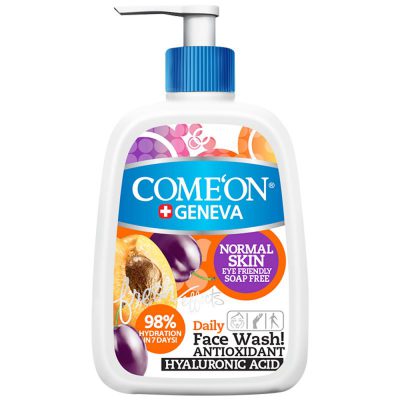 COME'ON®
GENEVA
NORMAL
SKIN
EYE FRIENDLY
SOAP FREE
98%
HYDRATION
IN 7 DAYS!
Daily
Face Wash!
ANTIOXIDANT
HYALURONIC ACID